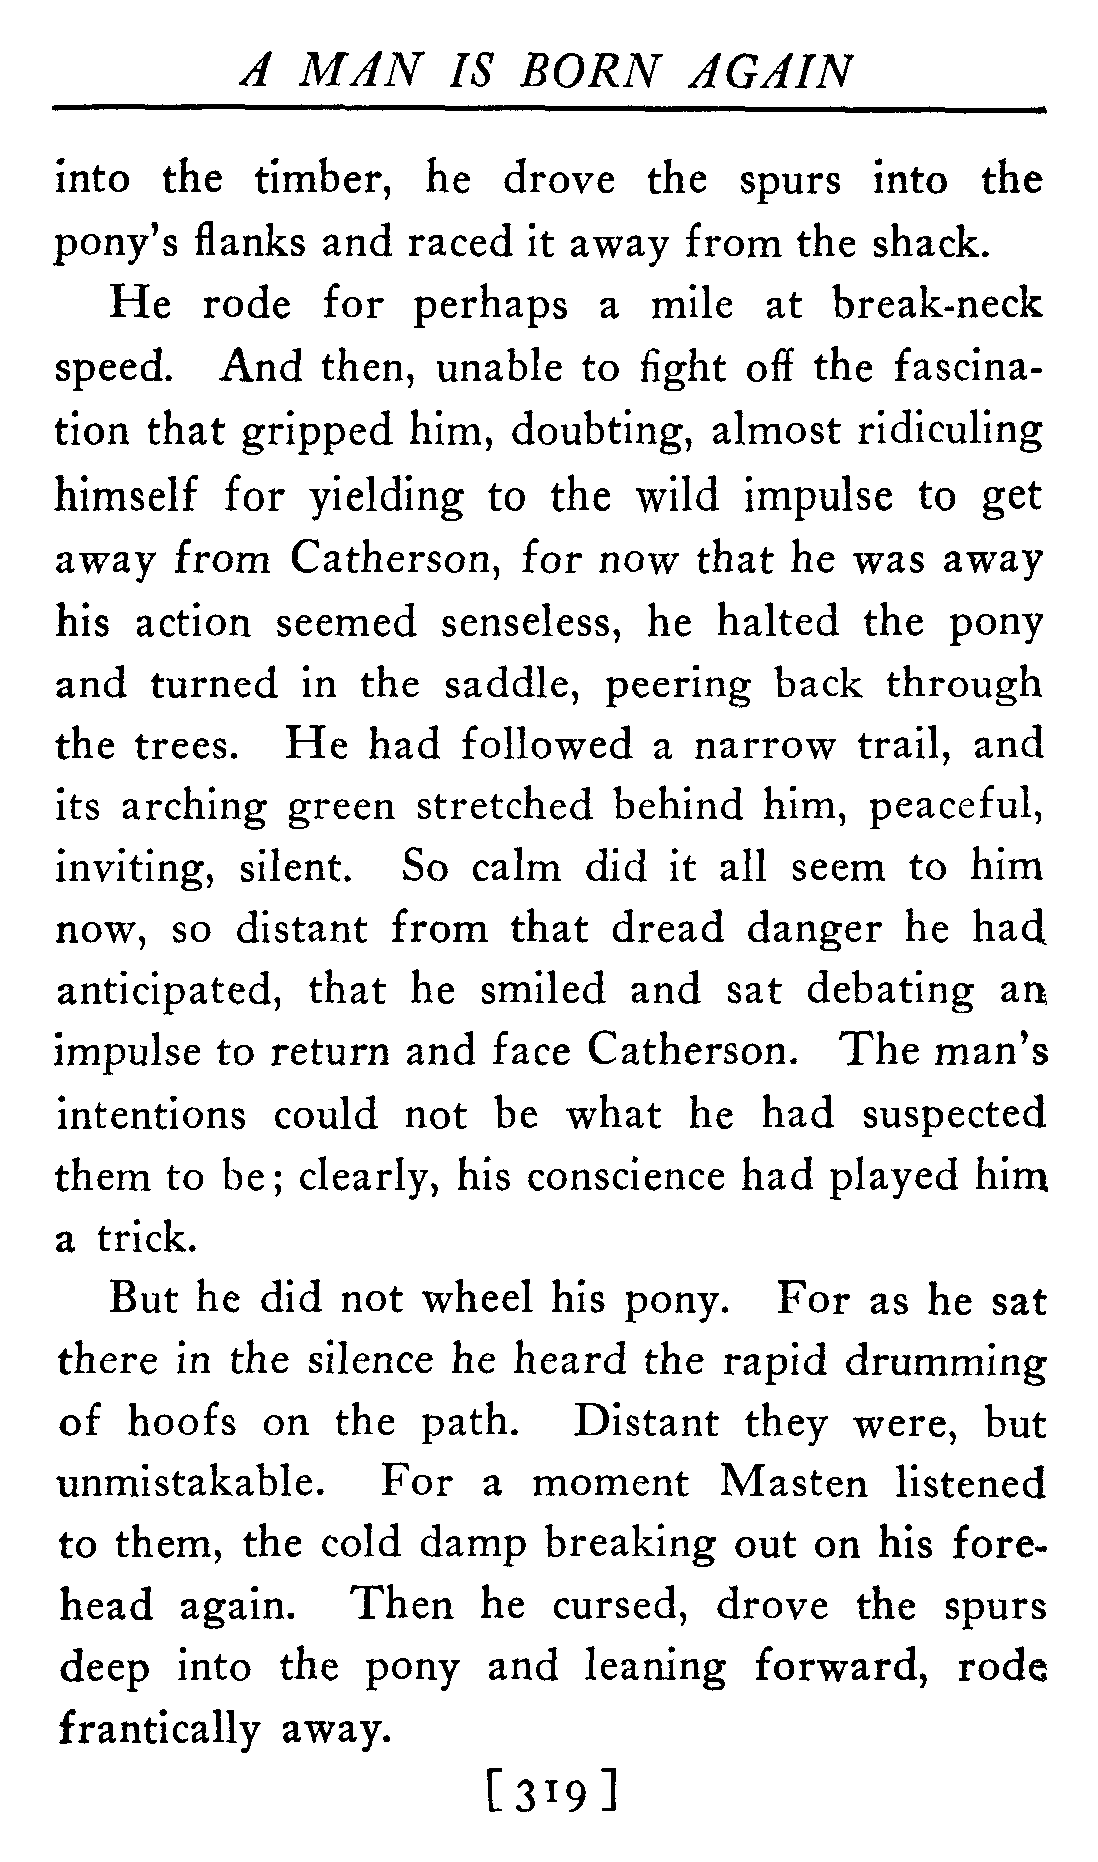 A MAN IS BORN AGAIN
into the timber, he drove the spurs into the
pony's flanks and raced it away from the shack.
He rode for perhaps a mile at break-neck
speed. And then, unable to fight off the fascina-
tion that gripped him, doubting, almost ridiculing
himself for yielding to the wild impulse to get
away from Catherson, for now that he was away
his action seemed senseless, he halted the pony
and turned in the saddle, peering back through
the trees. He had followed a narrow trail, and
its arching green stretched behind him, peaceful,
inviting, silent. So calm did it all seem to him
now, so distant from that dread danger he had
anticipated, that he smiled and sat debating an
impulse to return and face Catherson. The man's
intentions could not be what he had suspected
them to be; clearly, his conscience had played him
a trick.
But he did not wheel his pony. For as he sat
there in the silence he heard the rapid drumming
of hoofs on the path. Distant they were, but
unmistakable. For a moment Masten listened
to them, the cold damp breaking out on his fore-
head again. Then he cursed, drove the spurs
deep into the pony and leaning forward, rode
frantically away.
[319]